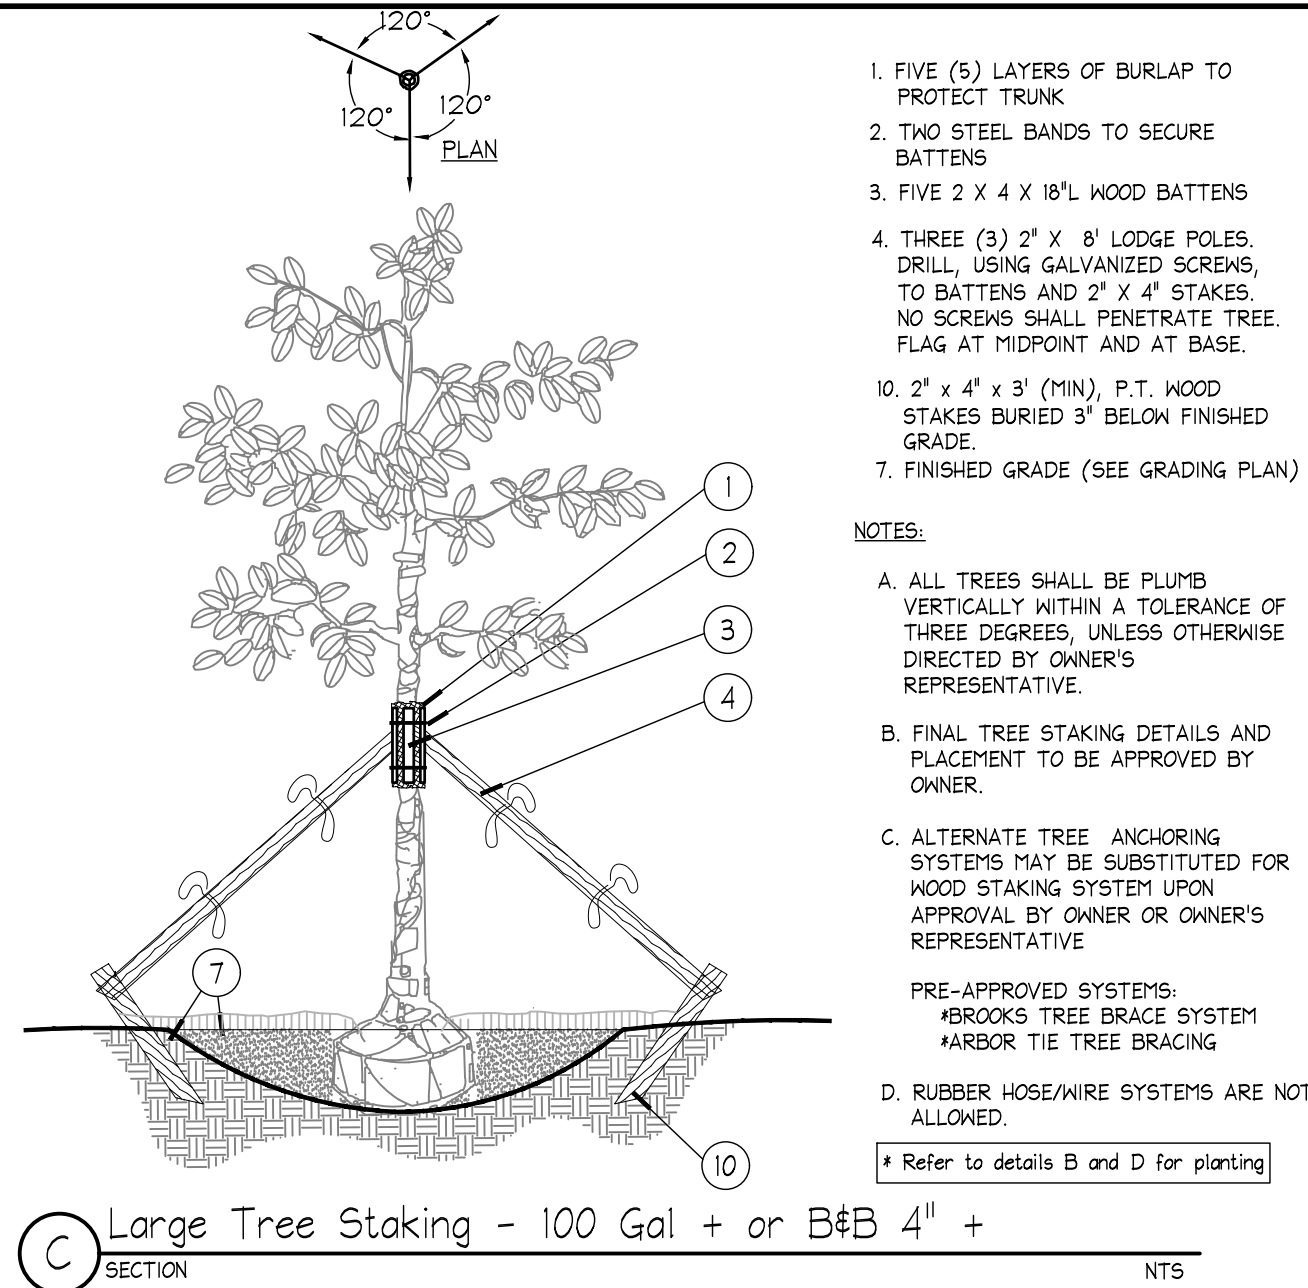 120°
120°
120°
PLAN
1. FIVE (5) LAYERS OF BURLAP TO
PROTECT TRUNK
2. TWO STEEL BANDS TO SECURE
BATTENS
3. FIVE 2 X 4 X 18"L WOOD BATTENS
4. THREE (3) 2" X 8' LODGE POLES.
DRILL, USING GALVANIZED SCREWS,
TO BATTENS AND 2" X 4" STAKES.
NO SCREWS SHALL PENETRATE TREE.
FLAG AT MIDPOINT AND AT BASE.
10. 2" x 4" x 3' (MIN), P.T. WOOD
STAKES BURIED 3" BELOW FINISHED
GRADE.
7. FINISHED GRADE (SEE GRADING PLAN)
NOTES:
A. ALL TREES SHALL BE PLUMB
VERTICALLY WITHIN A TOLERANCE OF
THREE DEGREES, UNLESS OTHERWISE
DIRECTED BY OWNER'S
REPRESENTATIVE.
B. FINAL TREE STAKING DETAILS AND
PLACEMENT TO BE APPROVED BY
OWNER.
C. ALTERNATE TREE ANCHORING
SYSTEMS MAY BE SUBSTITUTED FOR
WOOD STAKING SYSTEM UPON
APPROVAL BY OWNER OR OWNER'S
REPRESENTATIVE
PRE-APPROVED SYSTEMS:
*BROOKS TREE BRACE SYSTEM
*ARBOR TIE TREE BRACING
D. RUBBER HOSE/WIRE SYSTEMS ARE NOT
ALLOWED.
* Refer to details B and D for planting
1
2
3
4
7
10
C
Large Tree Staking - 100 Gal + or B&B 4" +
SECTION
NTS